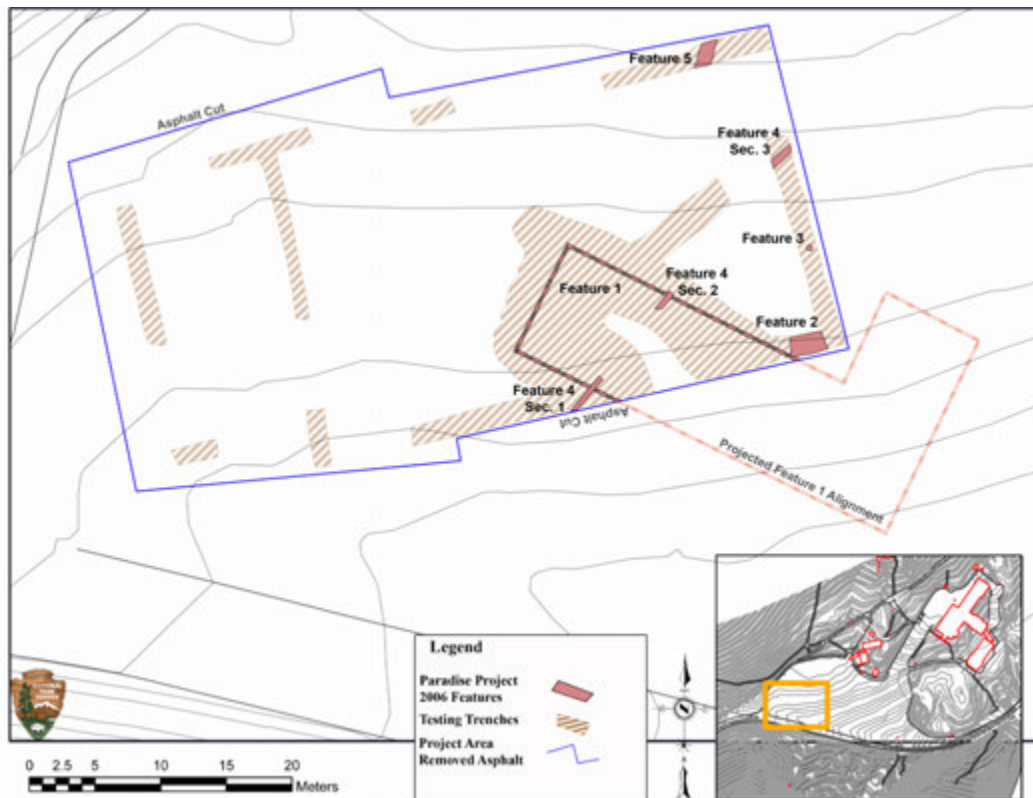 Feature 5
Asphalt Cut
Feature 4
Sec. 3
Feature 3
Feature 1
Feature 4
Sec. 2
Feature 2
Feature 4
Sec. 1
Asphalt Cut
Projected Feature 1 Alignment
Legend
Paradise Project
2006 Features
Testing Trenches
Project Area
Removed Asphalt
0 2.5 5 10 15 20
Meters